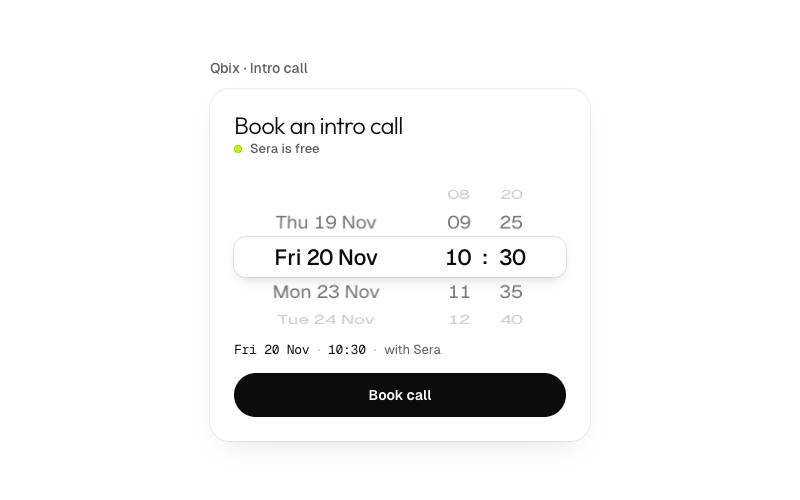 Qbix · Intro call
Book an intro call
Sera is free
08 20
Thu 19 Nov 09 25
Fri 20 Nov 10 : 30
Mon 23 Nov 11 35
Tue 24 Nov 12 40
Fri 20 Nov · 10:30 · with Sera
Book call